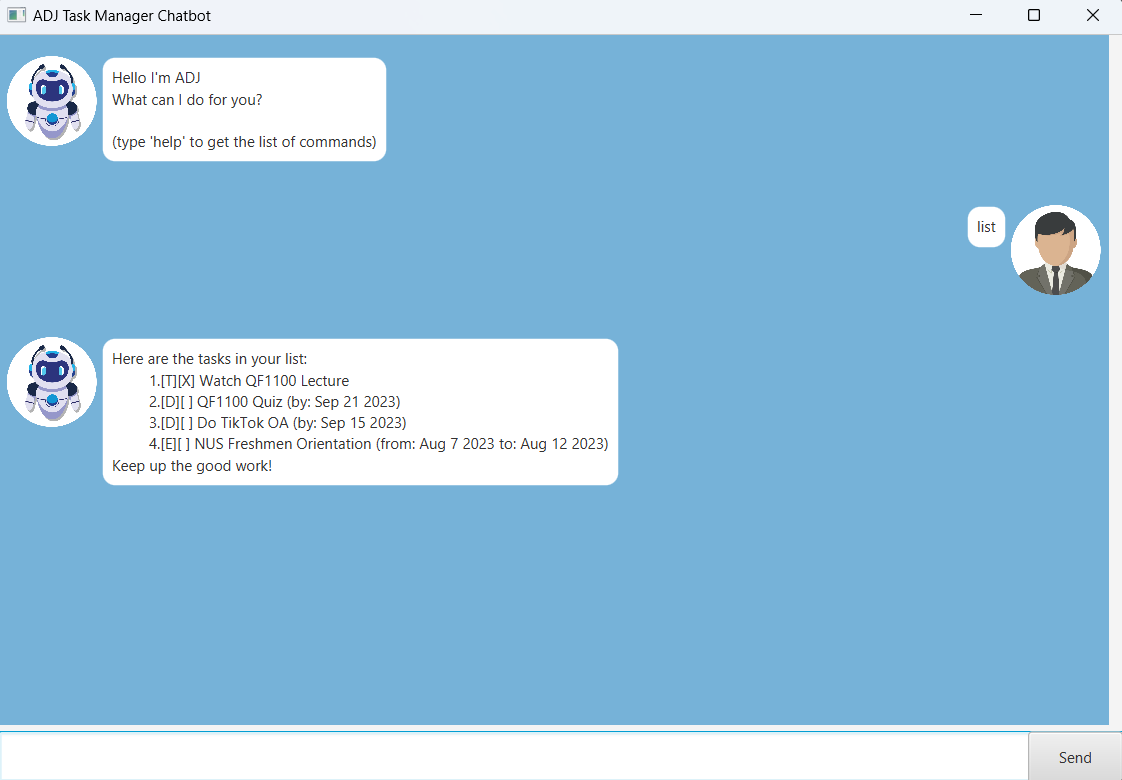 ADJ Task Manager Chatbot
Hello I'm ADJ
What can I do for you?
(type 'help' to get the list of commands)
list
Here are the tasks in your list:
1.[T][X] Watch QF1100 Lecture
2.[D][ ] QF1100 Quiz (by: Sep 21 2023)
3.[D][ ] Do TikTok OA (by: Sep 15 2023)
4.[E][ ] NUS Freshmen Orientation (from: Aug 7 2023 to: Aug 12 2023)
Keep up the good work!
Send